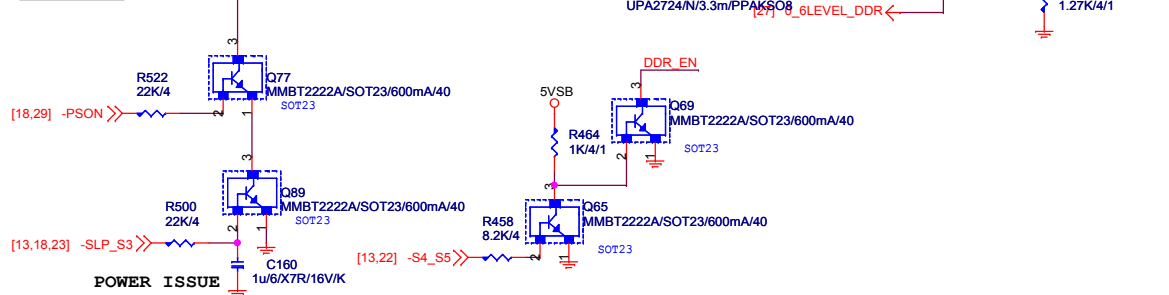 UPA2724/N/3.3m/PPAKSO8
[27] 0_6LEVEL_DDR
1.27K/4/1
3
Q77
MMBT2222A/SOT23/600mA/40
SOT23
R522
22K/4
[18,29] -PSON
2
1
DDR_EN
3
Q69
MMBT2222A/SOT23/600mA/40
SOT23
5VSB
R464
1K/4/1
2
1
3
Q89
MMBT2222A/SOT23/600mA/40
SOT23
R500
22K/4
[13,18,23] -SLP_S3
2
1
C160
1u/6/X7R/16V/K
POWER ISSUE
3
Q65
MMBT2222A/SOT23/600mA/40
SOT23
R458
8.2K/4
[13,22] -S4_S5
2
1